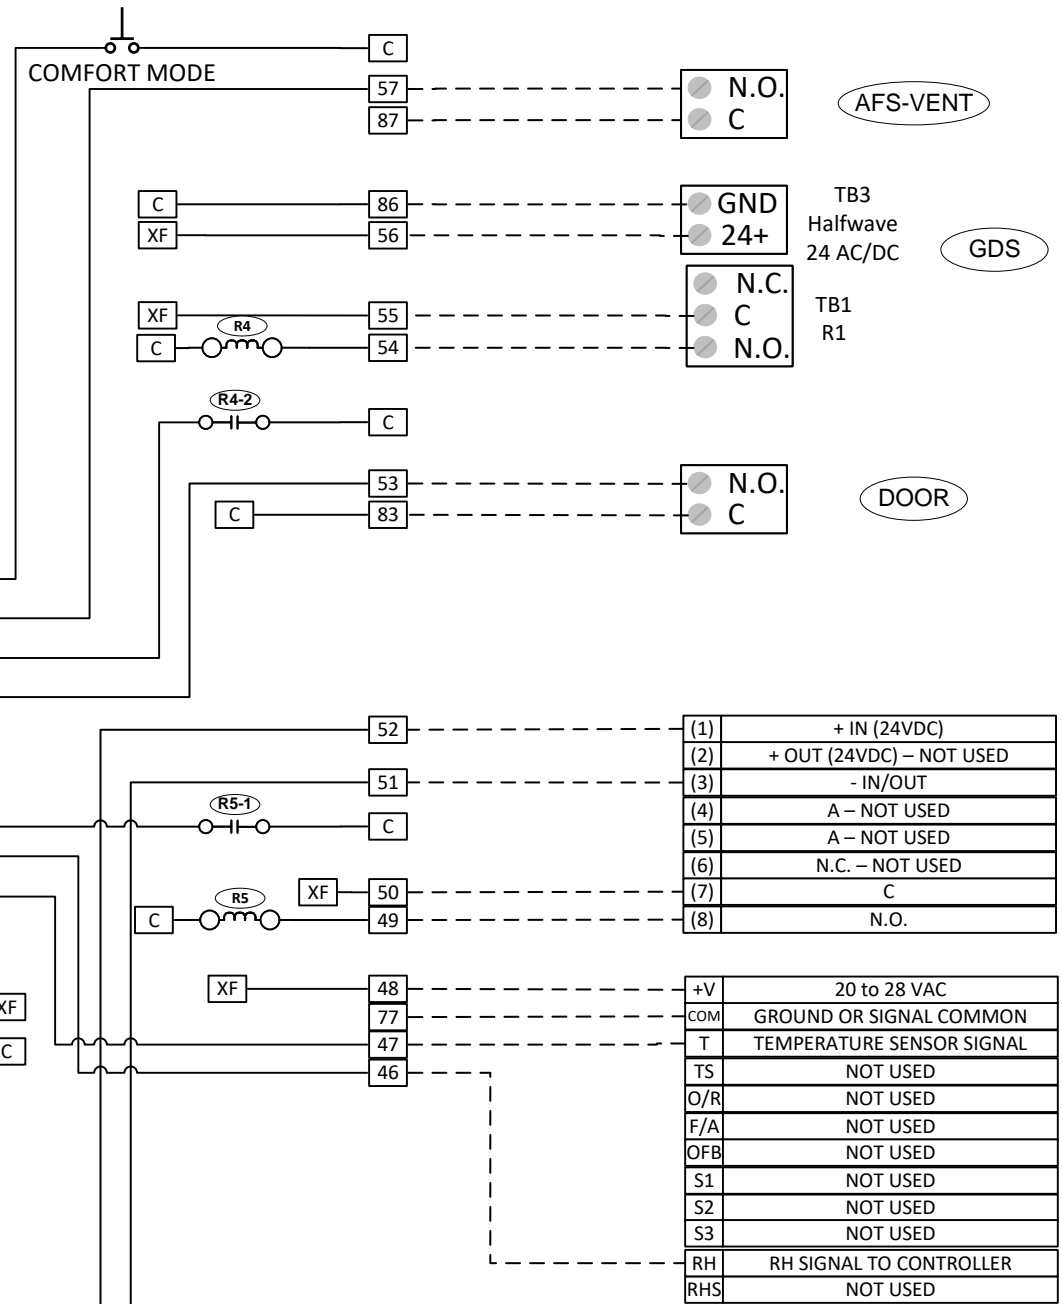 C
COMFORT MODE
57
N.O.
AFS-VENT
87
C
C
86
GND
TB3
XF
56
24+
Halfwave
24 AC/DC
GDS
N.C.
XF
55
C
TB1
R4
C
54
N.O.
R1
R4-2
C
53
N.O.
DOOR
C
83
C
52
(1) + IN (24VDC)
(2) + OUT (24VDC) – NOT USED
51
(3) - IN/OUT
R5-1
(4) A – NOT USED
C
(5) A – NOT USED
(6) N.C. – NOT USED
XF
50
(7) C
R5
C
49
(8) N.O.
XF
48
+V 20 to 28 VAC
XF
77
COM GROUND OR SIGNAL COMMON
C
47
T TEMPERATURE SENSOR SIGNAL
46
TS NOT USED
O/R NOT USED
F/A NOT USED
OFB NOT USED
S1 NOT USED
S2 NOT USED
S3 NOT USED
RH RH SIGNAL TO CONTROLLER
RHS NOT USED